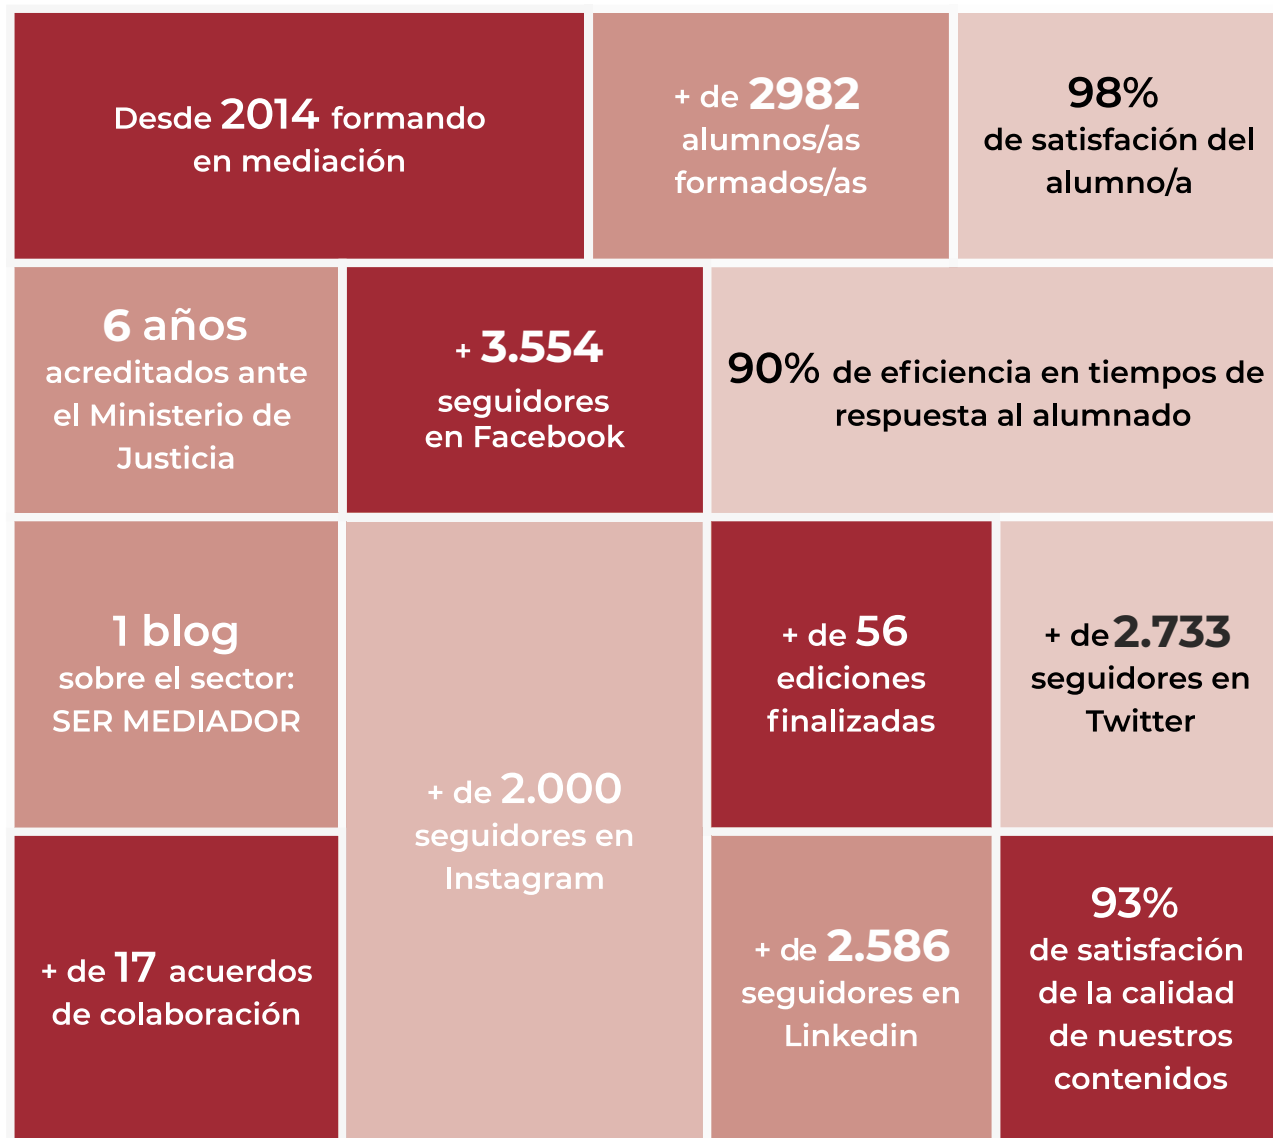 Desde 2014 formando
en mediación
+ de 2982
alumnos/as
formados/as
98%
de satisfación del
alumno/a
6 años
acreditados ante
el Ministerio de
Justicia
+ 3.554
seguidores
en Facebook
90% de eficiencia en tiempos de
respuesta al alumnado
1 blog
sobre el sector:
SER MEDIADOR
+ de 2.000
seguidores en
Instagram
+ de 56
ediciones
finalizadas
+ de 2.733
seguidores en
Twitter
+ de 17 acuerdos
de colaboración
+ de 2.586
seguidores en
Linkedin
93%
de satisfación
de la calidad
de nuestros
contenidos